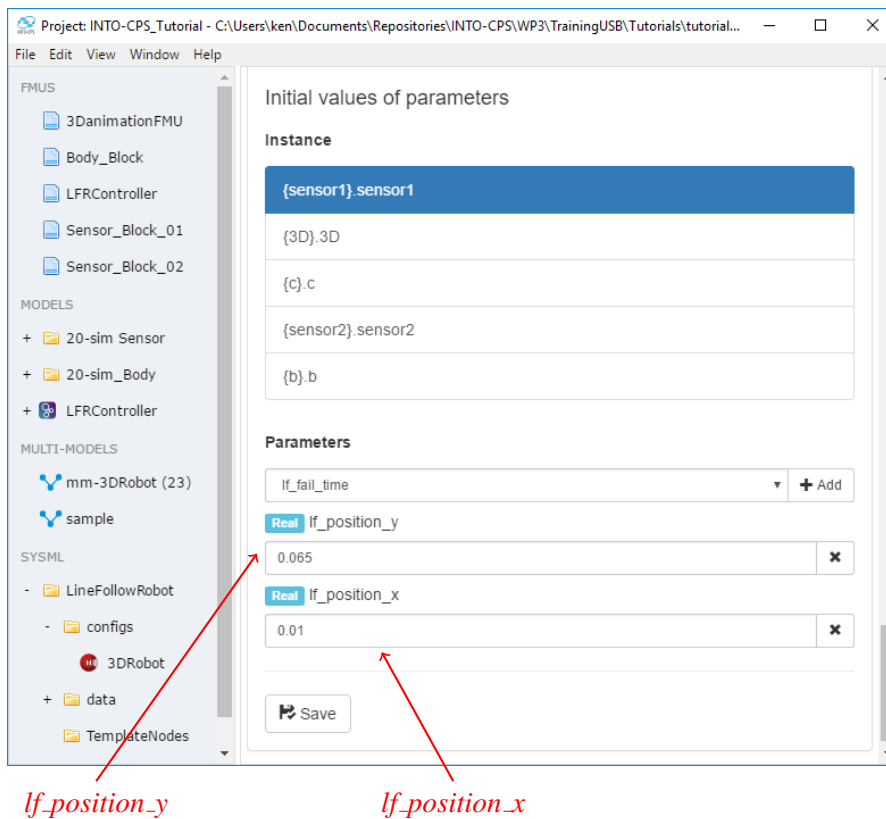 Project: INTO-CPS_Tutorial - C:\Users\ken\Documents\Repositories\INTO-CPS\WP3\TrainingUSB\Tutorials\tutorial...
File Edit View Window Help
FMUS
3DanimationFMU
Body_Block
LFRController
Sensor_Block_01
Sensor_Block_02
MODELS
+ 20-sim Sensor
+ 20-sim_Body
+ LFRController
MULTI-MODELS
mm-3DRobot (23)
sample
SYSML
- LineFollowRobot
- configs
3DRobot
+ data
TemplateNodes
Initial values of parameters
Instance
{sensor1}.sensor1
{3D}.3D
{c}.c
{sensor2}.sensor2
{b}.b
Parameters
lf_fail_time
+ Add
Real lf_position_y
0.065
Real lf_position_x
0.01
Save
lf_position_y
lf_position_x